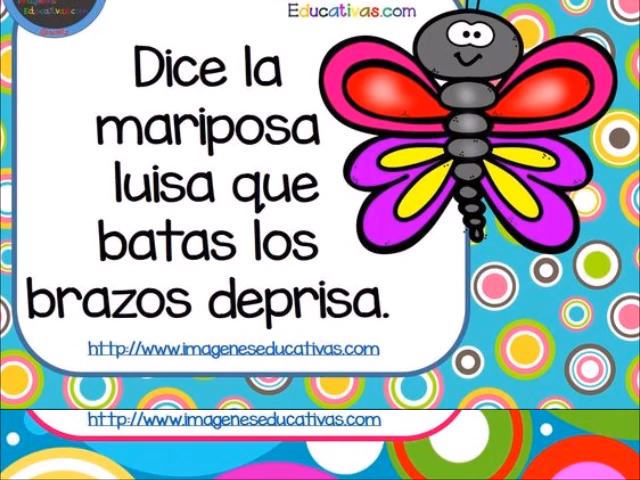 Educativas.com
Dice la
mariposa
luisa que
batas los
brazos deprisa.
http://www.imageneseducativas.com
http://www.imageneseducativas.com